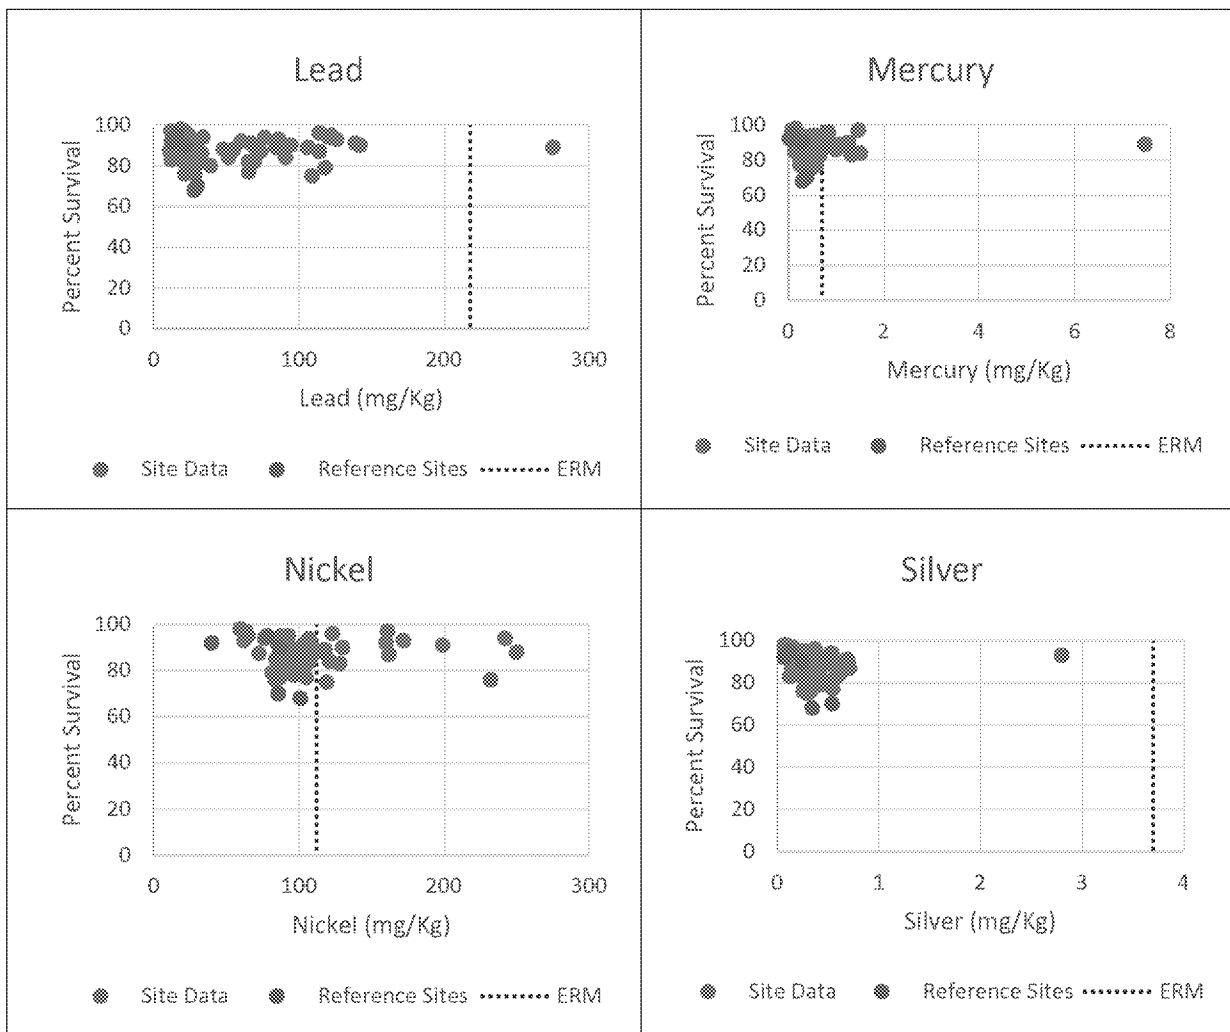 Lead
100
80
60
40
20
0
Percent Survival
0 100 200 300
Lead (mg/Kg)
Site Data Reference Sites ERM
Mercury
100
80
60
40
20
0
Percent Survival
0 2 4 6 8
Mercury (mg/Kg)
Site Data Reference Sites ERM
Nickel
100
80
60
40
20
0
Percent Survival
0 100 200 300
Nickel (mg/Kg)
Site Data Reference Sites ERM
Silver
100
80
60
40
20
0
Percent Survival
0 1 2 3 4
Silver (mg/Kg)
Site Data Reference Sites ERM